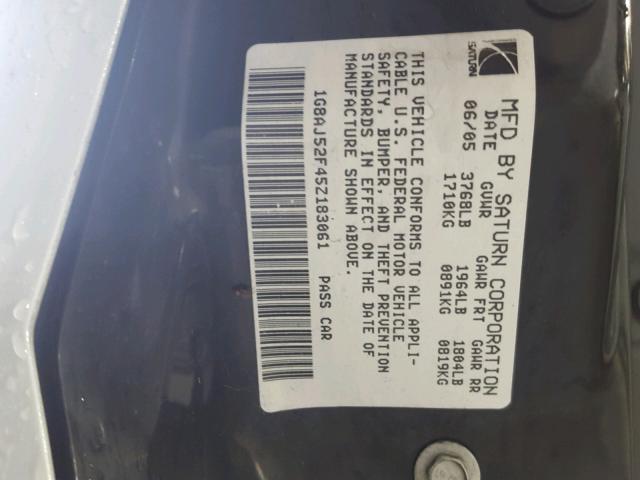 SATURN
MFD BY SATURN CORPORATION
DATE GVWR GAWR FRT GAWR RR
06/05 3768LB 1964LB 1804LB
1710KG 0891KG 0819KG
THIS VEHICLE CONFORMS TO ALL APPLI-
CABLE U.S. FEDERAL MOTOR VEHICLE
SAFETY, BUMPER, AND THEFT PREVENTION
STANDARDS IN EFFECT ON THE DATE OF
MANUFACTURE SHOWN ABOVE.
1G8AJ52F45Z183061 PASS CAR